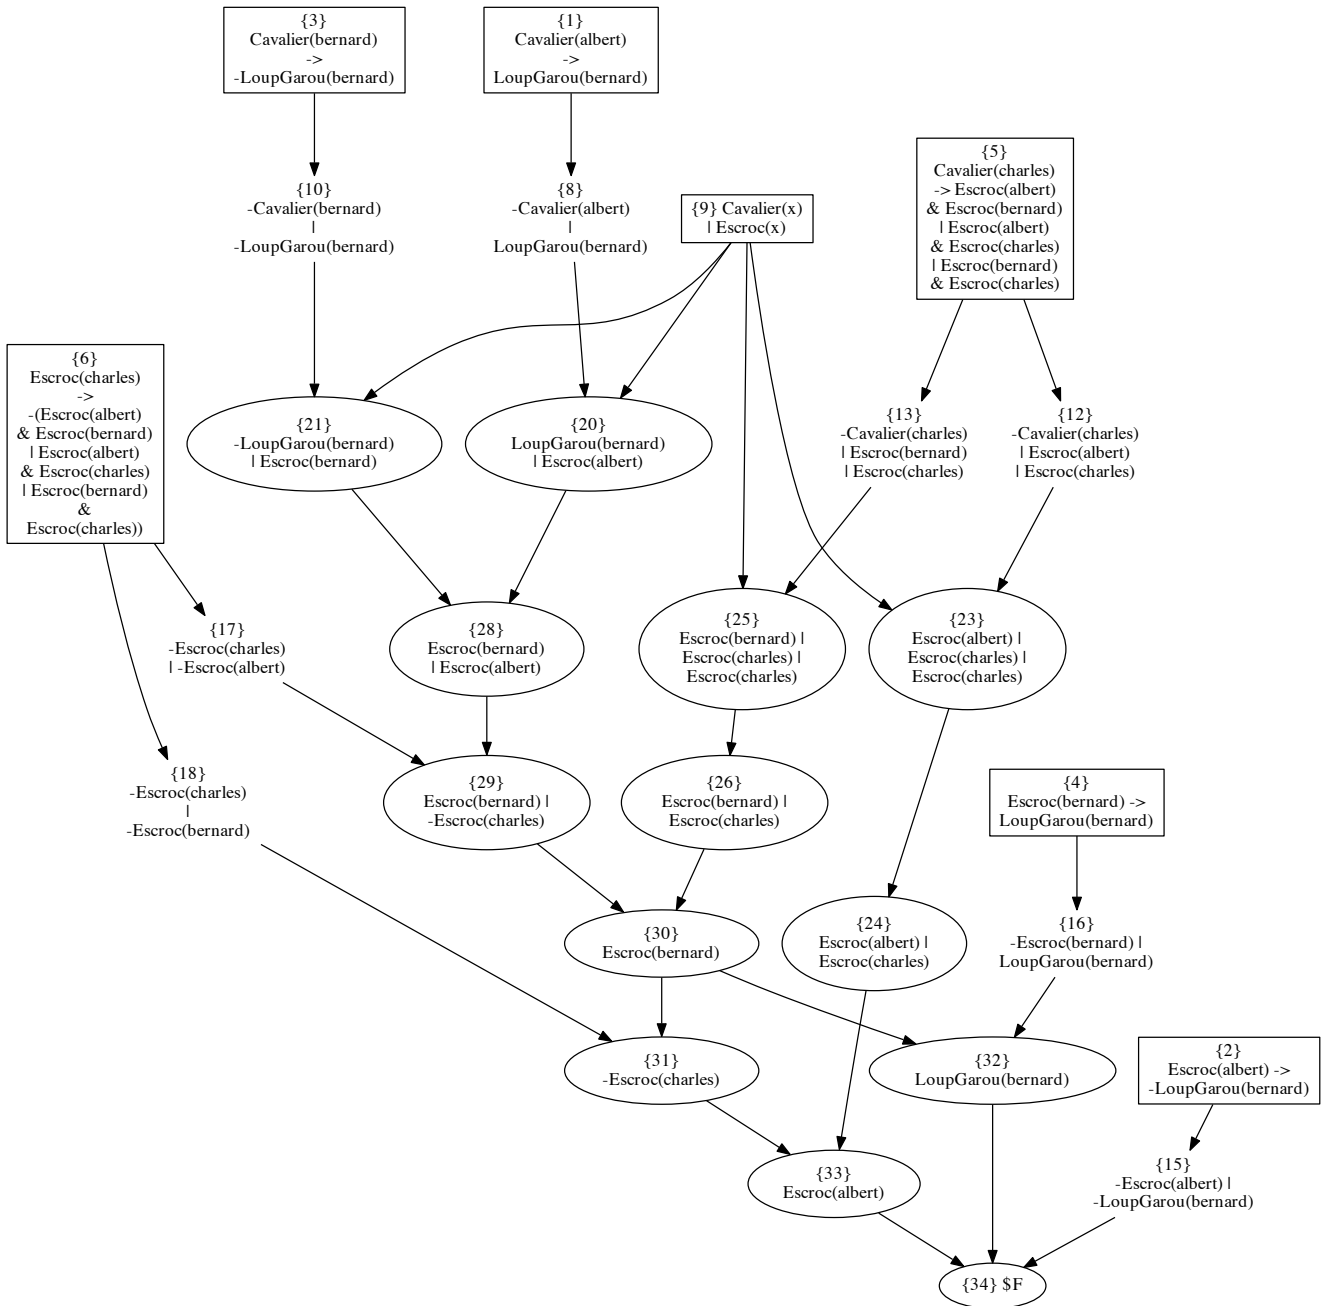 {3}
Cavalier(bernard)
->
-LoupGarou(bernard)
{1}
Cavalier(albert)
->
LoupGarou(bernard)
{5}
Cavalier(charles)
-> Escroc(albert)
& Escroc(bernard)
| Escroc(albert)
& Escroc(charles)
| Escroc(bernard)
& Escroc(charles)
{10}
-Cavalier(bernard)
|
-LoupGarou(bernard)
{8}
-Cavalier(albert)
|
LoupGarou(bernard)
{9} Cavalier(x)
| Escroc(x)
{6}
Escroc(charles)
->
-(Escroc(albert)
& Escroc(bernard)
| Escroc(albert)
& Escroc(charles)
| Escroc(bernard)
&
Escroc(charles))
{21}
-LoupGarou(bernard)
| Escroc(bernard)
{20}
LoupGarou(bernard)
| Escroc(albert)
{13}
-Cavalier(charles)
| Escroc(bernard)
| Escroc(charles)
{12}
-Cavalier(charles)
| Escroc(albert)
| Escroc(charles)
{17}
-Escroc(charles)
| -Escroc(albert)
{28}
Escroc(bernard)
| Escroc(albert)
{25}
Escroc(bernard) |
Escroc(charles) |
Escroc(charles)
{23}
Escroc(albert) |
Escroc(charles) |
Escroc(charles)
{18}
-Escroc(charles)
|
-Escroc(bernard)
{29}
Escroc(bernard) |
-Escroc(charles)
{26}
Escroc(bernard) |
Escroc(charles)
{4}
Escroc(bernard) ->
LoupGarou(bernard)
{30}
Escroc(bernard)
{24}
Escroc(albert) |
Escroc(charles)
{16}
-Escroc(bernard) |
LoupGarou(bernard)
{31}
-Escroc(charles)
{32}
LoupGarou(bernard)
{2}
Escroc(albert) ->
-LoupGarou(bernard)
{33}
Escroc(albert)
{15}
-Escroc(albert) |
-LoupGarou(bernard)
{34} $F